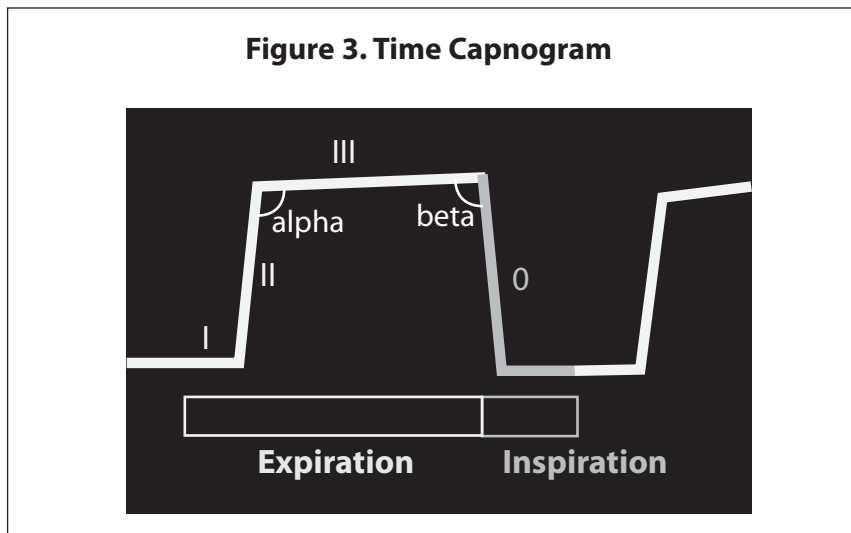 Figure 3. Time Capnogram
III
alpha
beta
II
0
I
Expiration
Inspiration